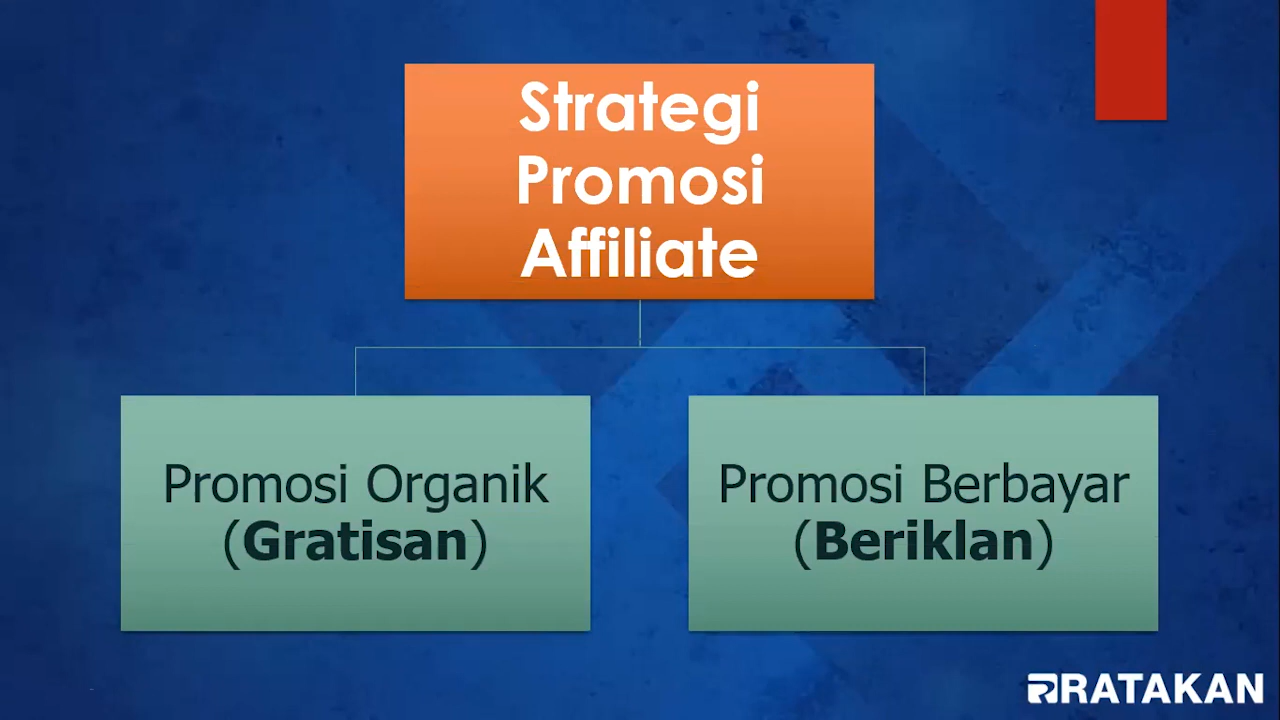 Strategi
Promosi
Affiliate
Promosi Organik
(Gratisan)
Promosi Berbayar
(Beriklan)
RATAKAN